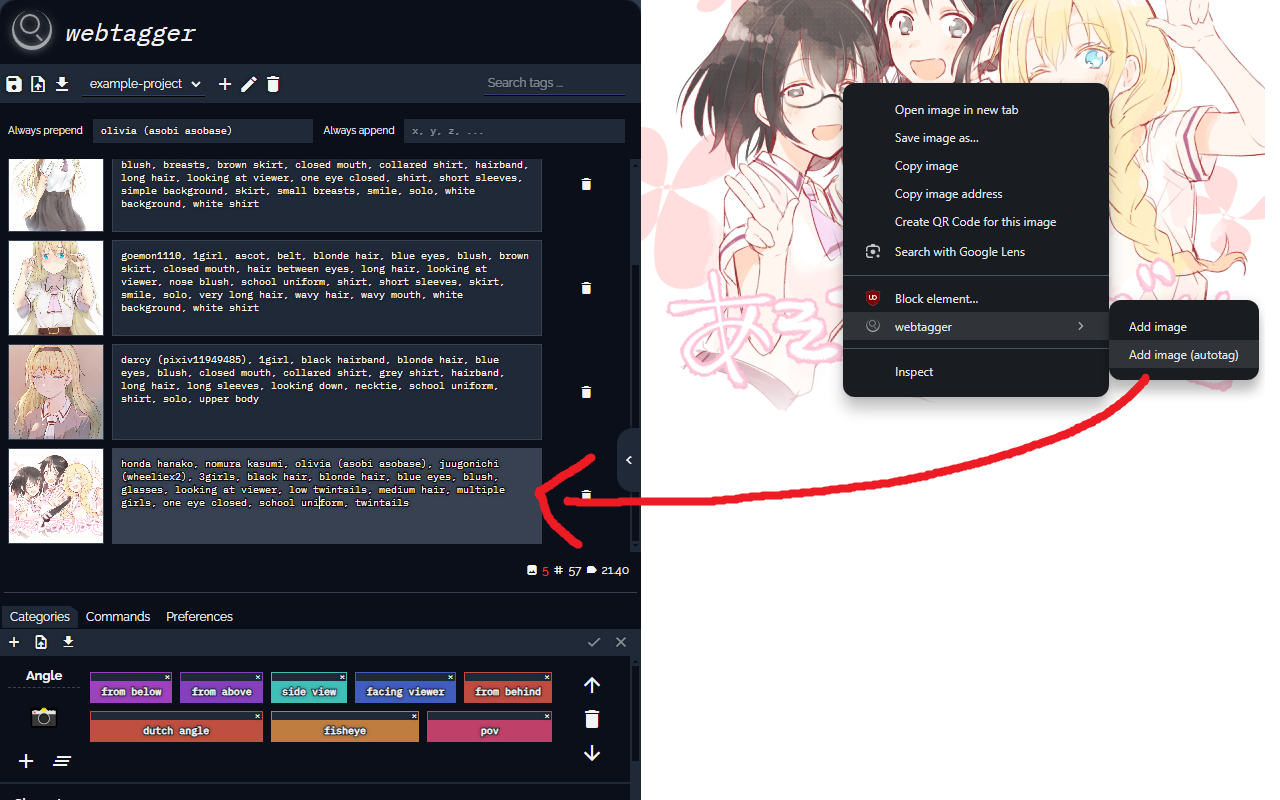 webtagger
example-project
Search tags ...
Always prepend
olivia (asobi asobase)
Always append
x, y, z, ...
blush, breasts, brown skirt, closed mouth, collared shirt, hairband,
long hair, looking at viewer, one eye closed, shirt, short sleeves,
simple background, skirt, small breasts, smile, solo, white
background, white shirt
goemon1110, 1girl, ascot, belt, blonde hair, blue eyes, blush, brown
skirt, closed mouth, hair between eyes, long hair, looking at
viewer, nose blush, school uniform, shirt, short sleeves, skirt,
smile, solo, very long hair, wavy hair, wavy mouth, white
background, white shirt
darcy (pixiv11949485), 1girl, black hairband, blonde hair, blue
eyes, blush, closed mouth, collared shirt, grey shirt, hairband,
long hair, long sleeves, looking down, necktie, school uniform,
shirt, solo, upper body
honda hanako, nomura kasumi, olivia (asobi asobase), juugonichi
(wheeliex2), 3girls, black hair, blonde hair, blue eyes, blush,
glasses, looking at viewer, low twintails, medium hair, multiple
girls, one eye closed, school uniform, twintails
5 # 57 21.40
Categories
Commands
Preferences
Angle
from below
from above
side view
facing viewer
from behind
dutch angle
fisheye
pov
Open image in new tab
Save image as...
Copy image
Copy image address
Create QR Code for this image
Search with Google Lens
Block element...
webtagger
Inspect
Add image
Add image (autotag)
あそ